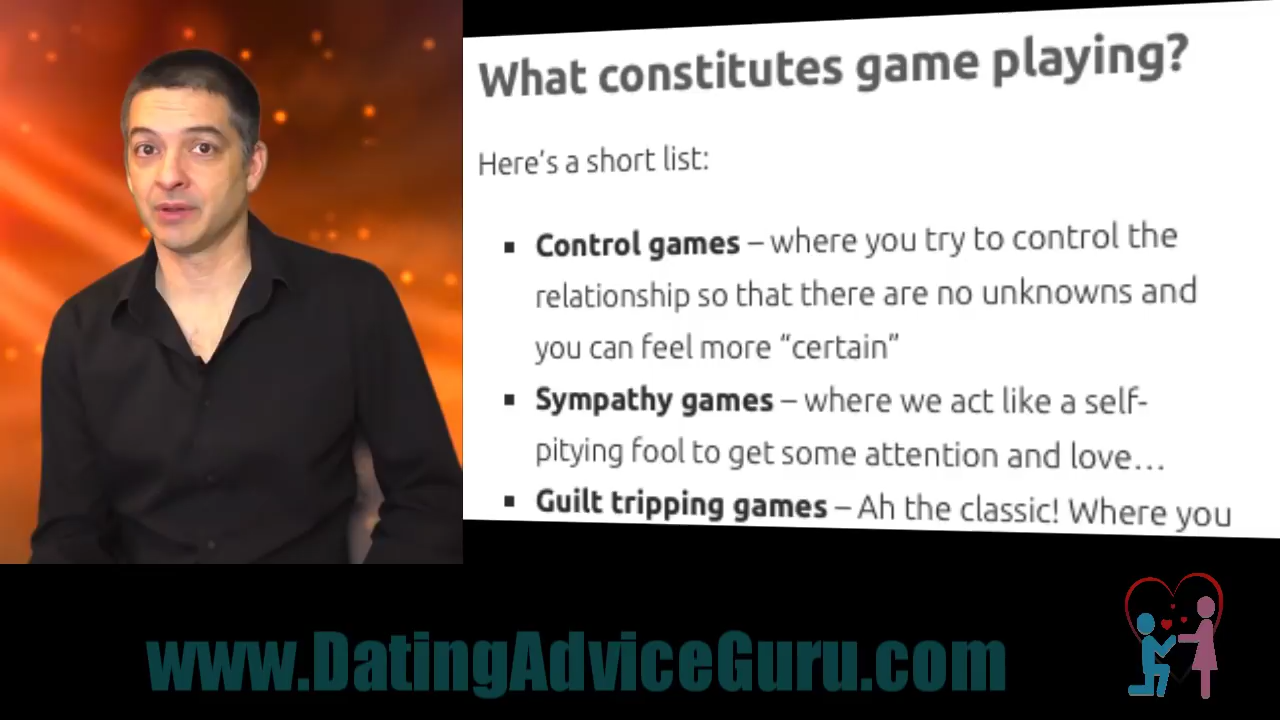 What constitutes game playing?
Here's a short list:
▪ Control games – where you try to control the
relationship so that there are no unknowns and
you can feel more “certain”
▪ Sympathy games – where we act like a self-
pitying fool to get some attention and love…
▪ Guilt tripping games – Ah the classic! Where you
www.DatingAdviceGuru.com